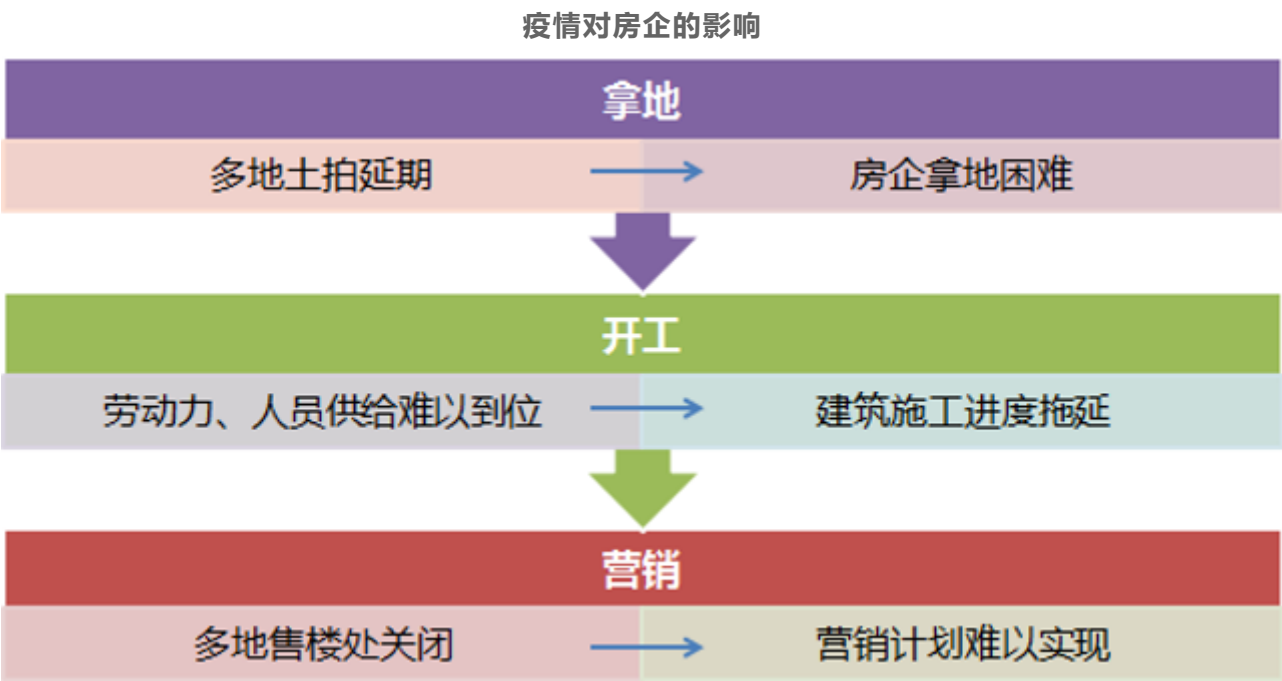 疫情对房企的影响
拿地
多地土拍延期
房企拿地困难
开工
劳动力、人员供给难以到位
建筑施工进度拖延
营销
多地售楼处关闭
营销计划难以实现